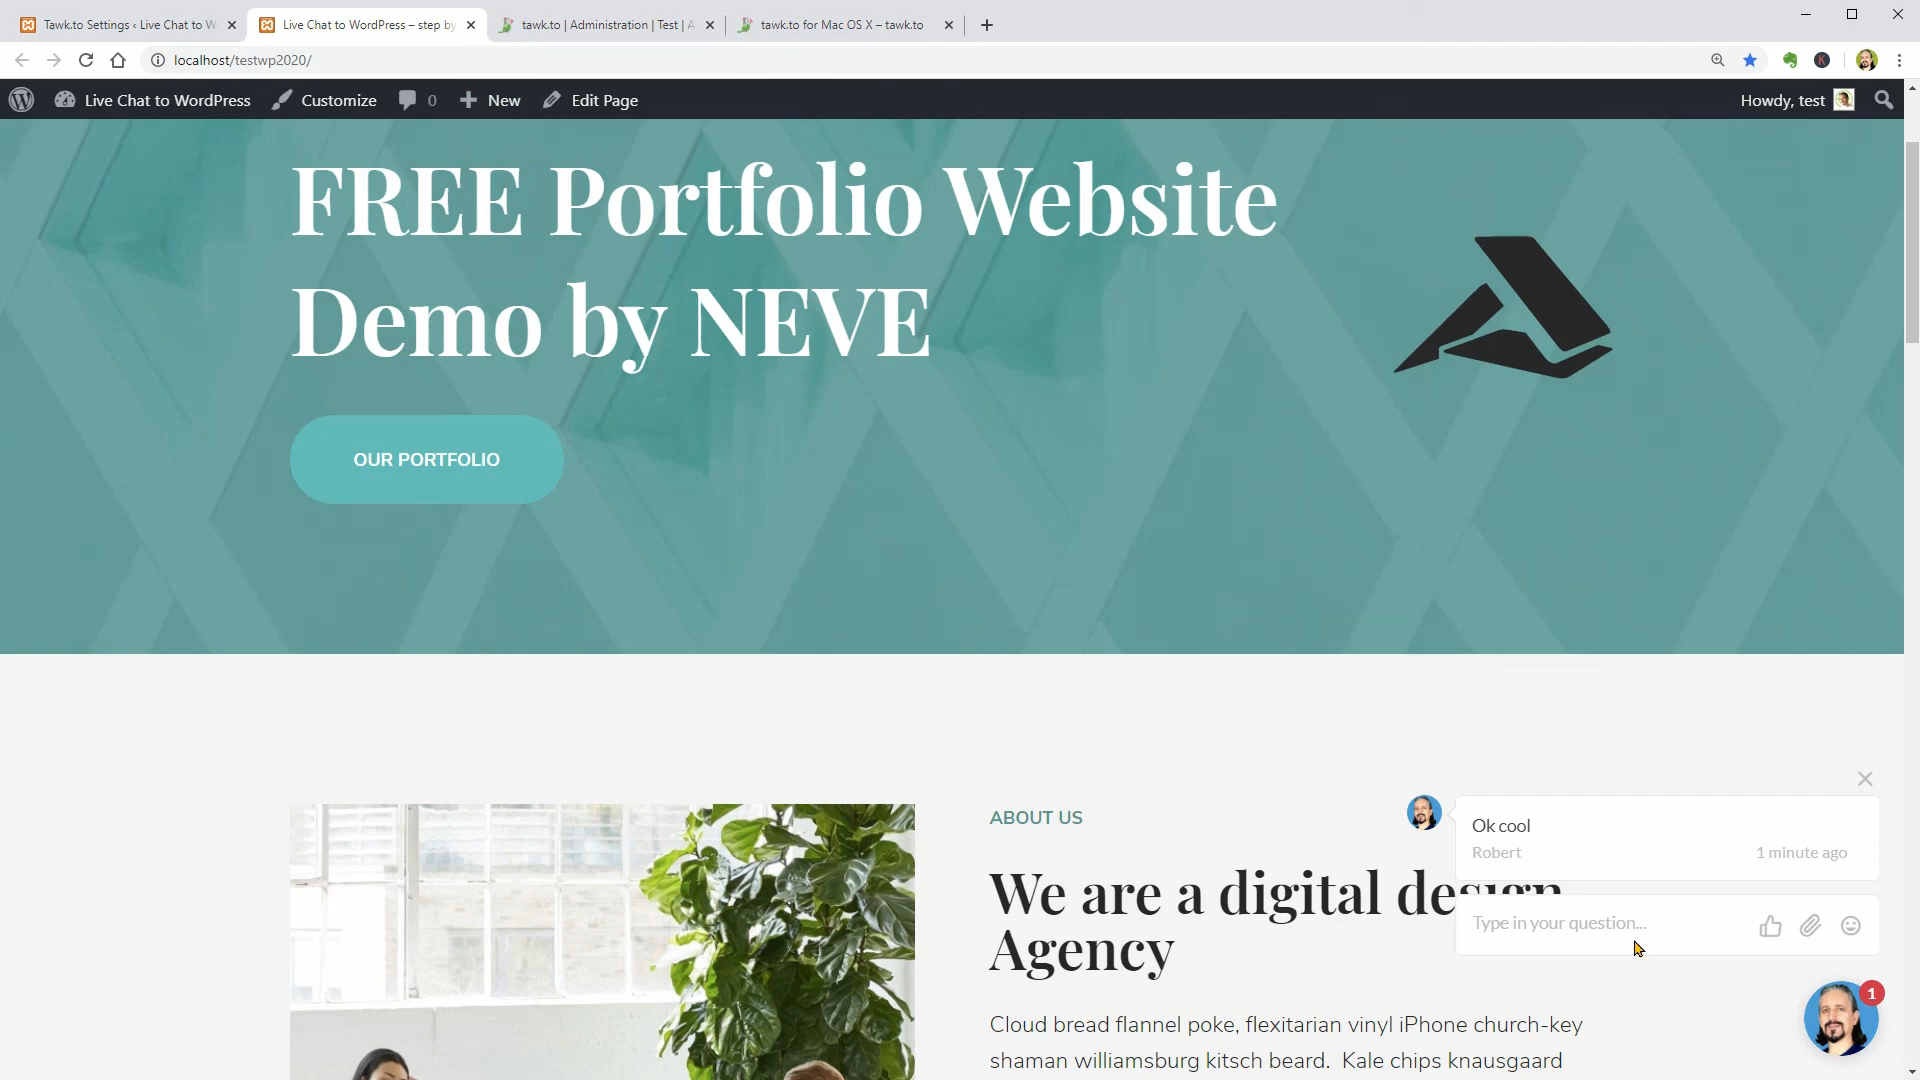 Tawk.to Settings ‹ Live Chat to W
Live Chat to WordPress – step by
tawk.to | Administration | Test | A
tawk.to for Mac OS X – tawk.to
localhost/testwp2020/
Live Chat to WordPress
Customize
0
New
Edit Page
Howdy, test
FREE Portfolio Website
Demo by NEVE
OUR PORTFOLIO
ABOUT US
We are a digital design
Agency
Cloud bread flannel poke, flexitarian vinyl iPhone church-key
shaman williamsburg kitsch beard. Kale chips knausgaard
Ok cool
Robert
1 minute ago
Type in your question...
1